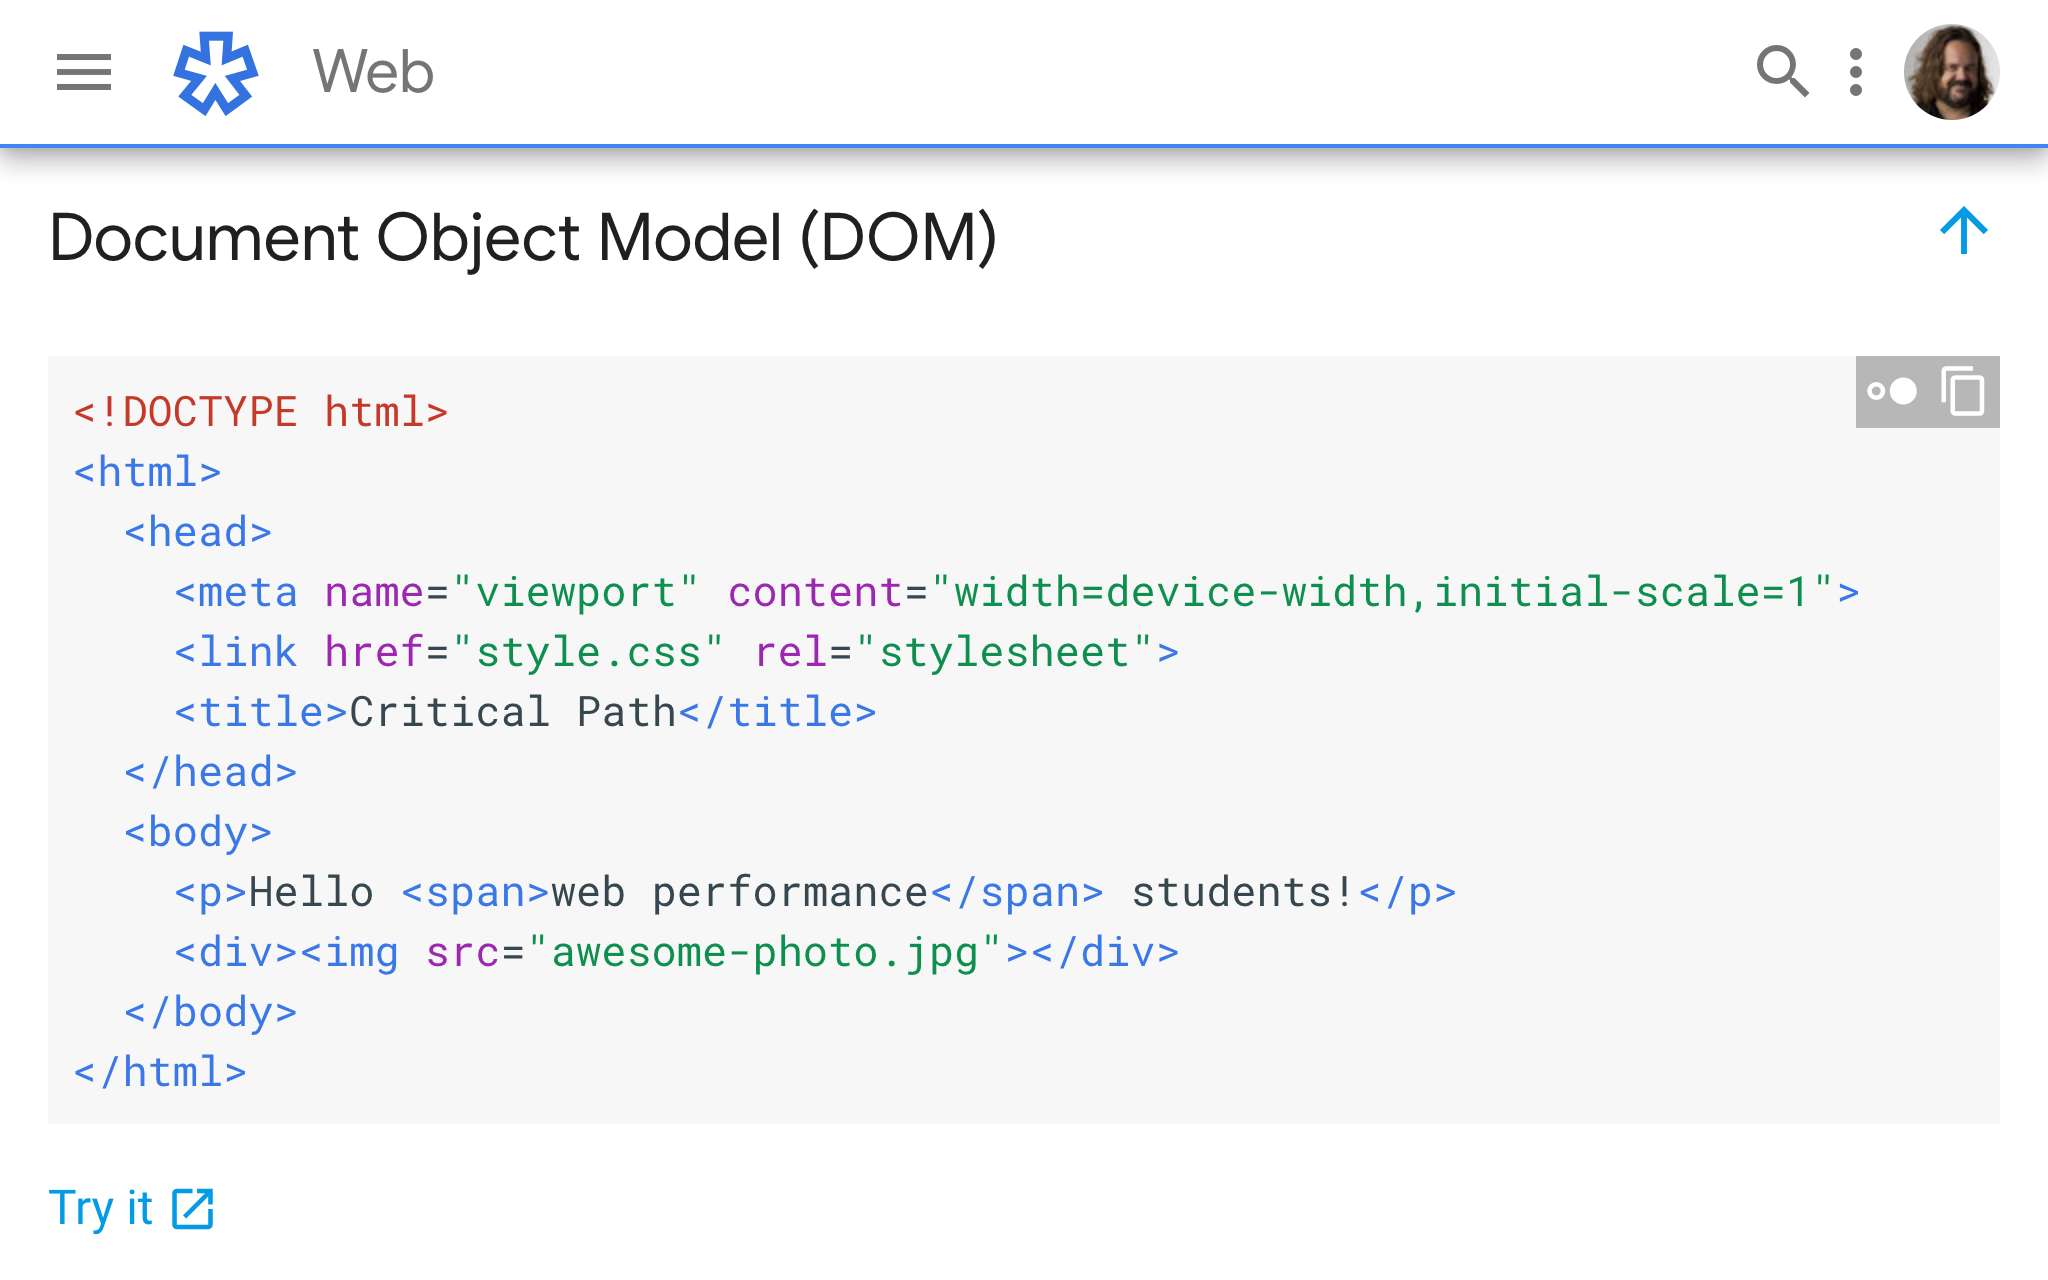 Web
Document Object Model (DOM)
<!DOCTYPE html>
<html>
  <head>
    <meta name="viewport" content="width=device-width,initial-scale=1">
    <link href="style.css" rel="stylesheet">
    <title>Critical Path</title>
  </head>
  <body>
    <p>Hello <span>web performance</span> students!</p>
    <div><img src="awesome-photo.jpg"></div>
  </body>
</html>
Try it